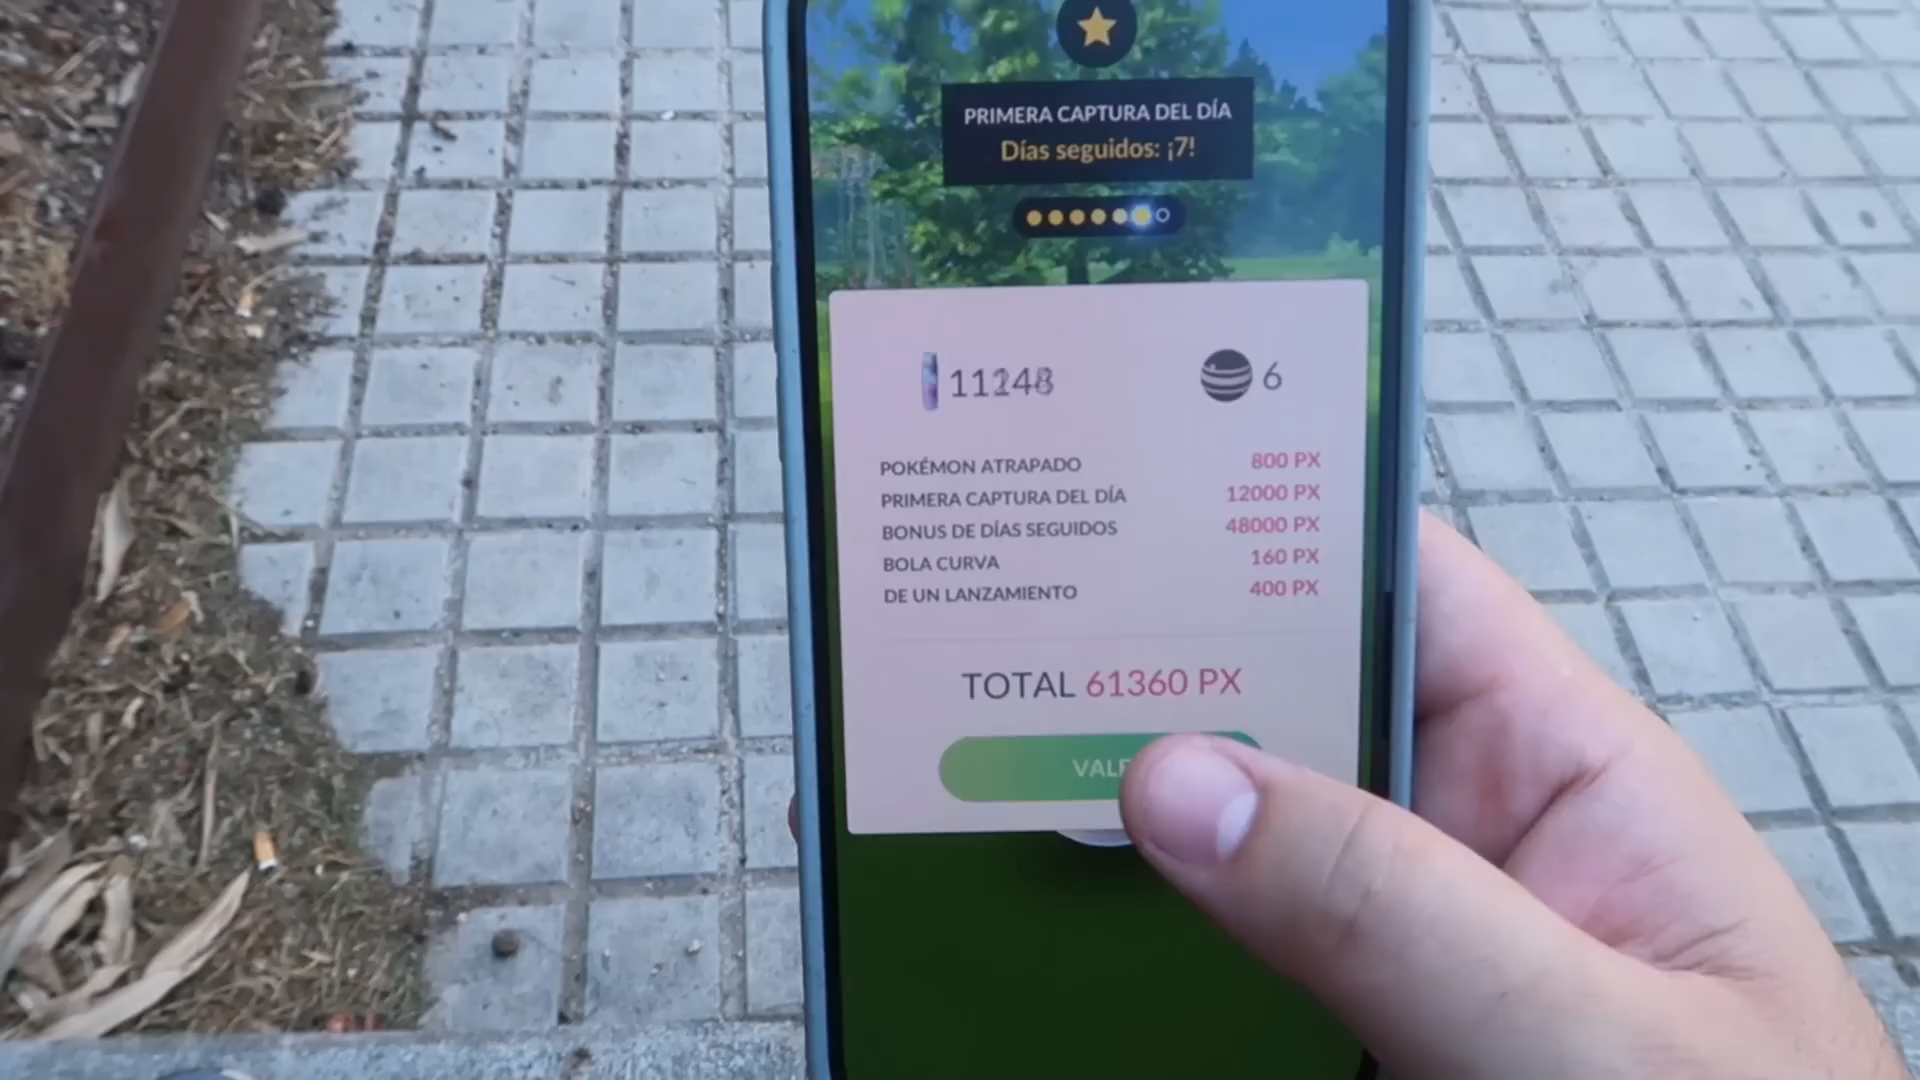 PRIMERA CAPTURA DEL DÍA
Días seguidos: ¡7!
6
POKÉMON ATRAPADO 800 PX
PRIMERA CAPTURA DEL DÍA 12000 PX
BONUS DE DÍAS SEGUIDOS 48000 PX
BOLA CURVA 160 PX
DE UN LANZAMIENTO 400 PX
TOTAL 61360 PX